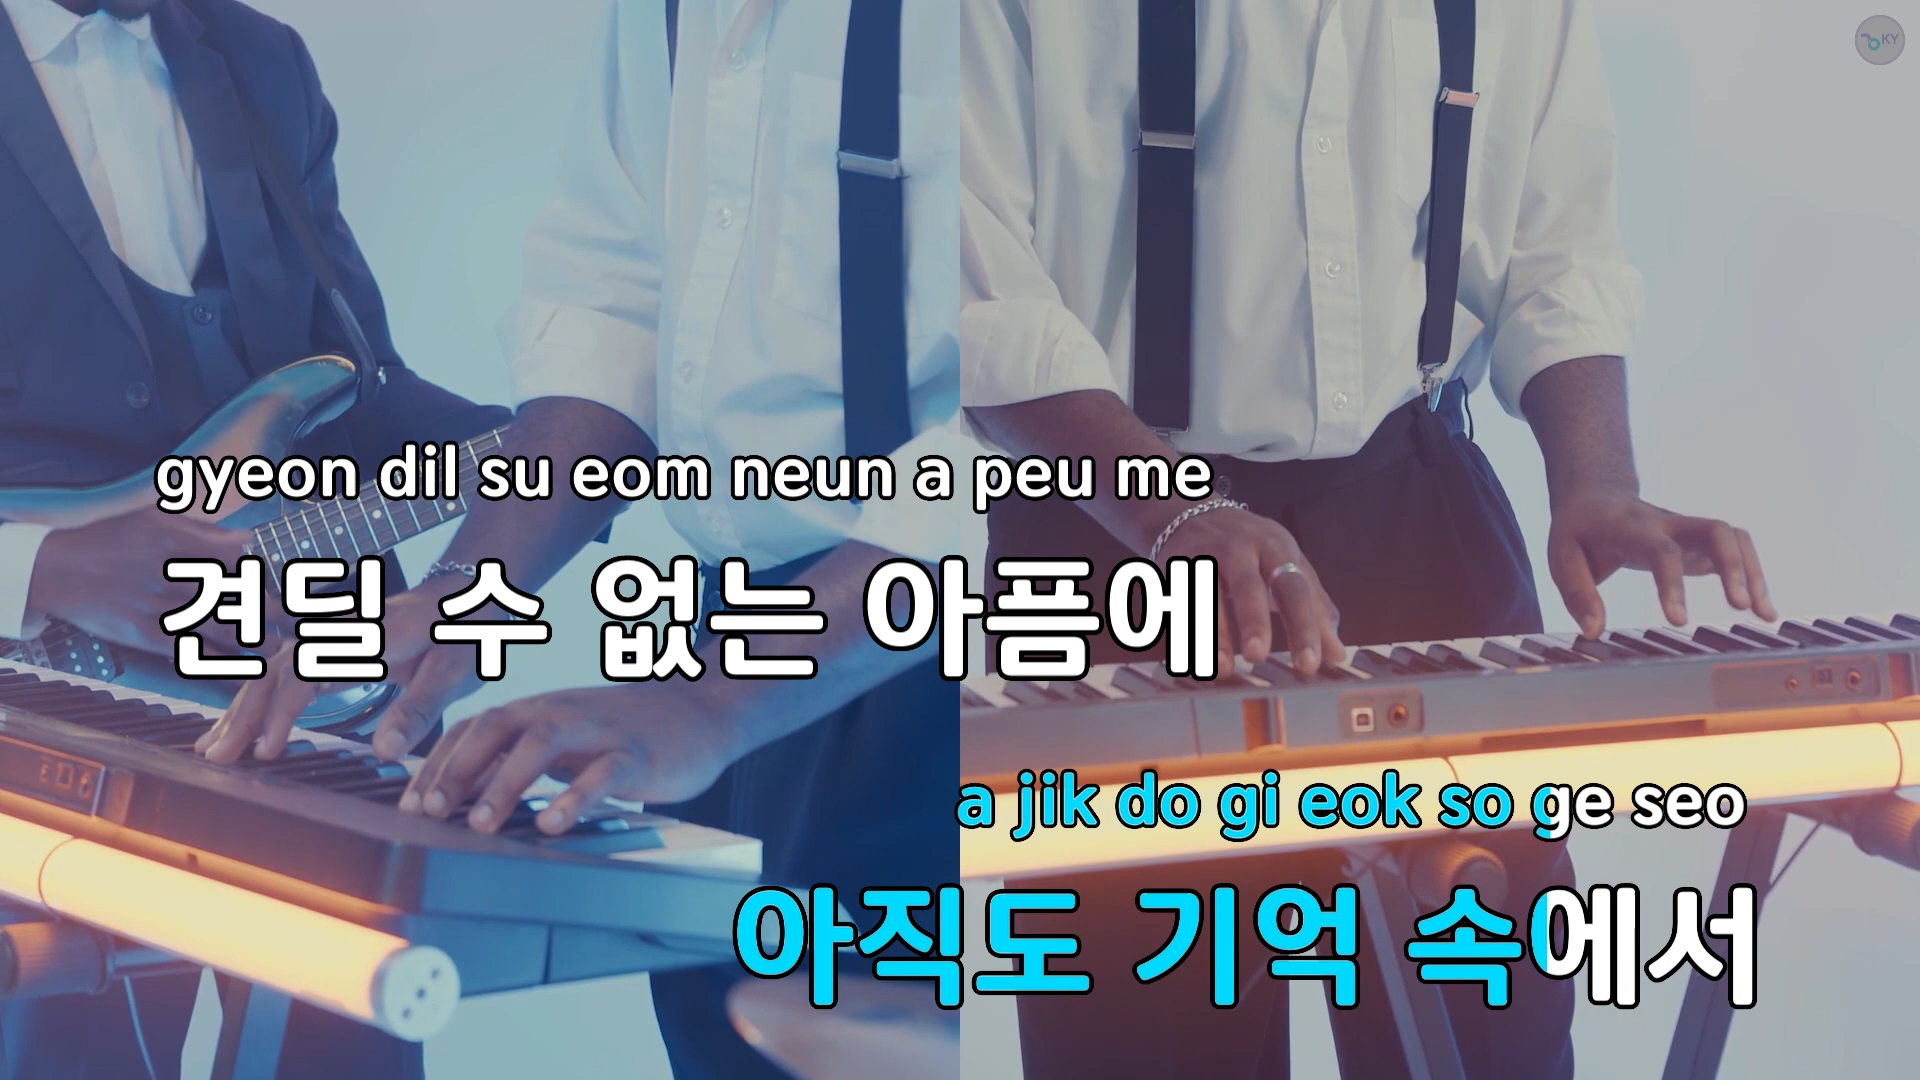 KY
gyeon dil su eom neun a peu me
견딜 수 없는 아픔에
a jik do gi eok so ge seo
아직도 기억 속에서